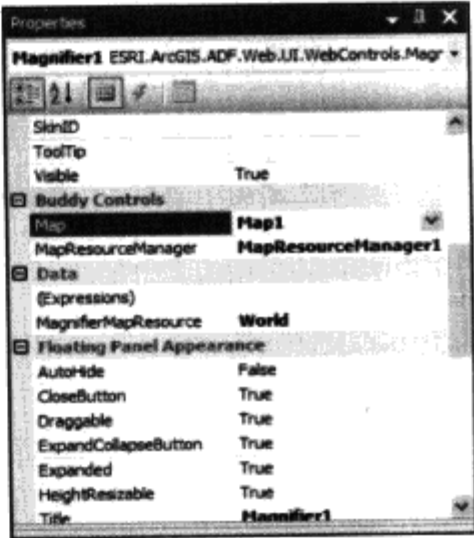 Properties
Magnifier1 ESRI.ArcGIS.ADF.Web.UI.WebControls.Magr
SkinID
ToolTip
Visible True
Buddy Controls
Map Map1
MapResourceManager MapResourceManager1
Data
(Expressions)
MagnifierMapResource World
Floating Panel Appearance
AutoHide False
CloseButton True
Draggable True
ExpandCollapseButton True
Expanded True
HeightResizable True
Title Magnifier1